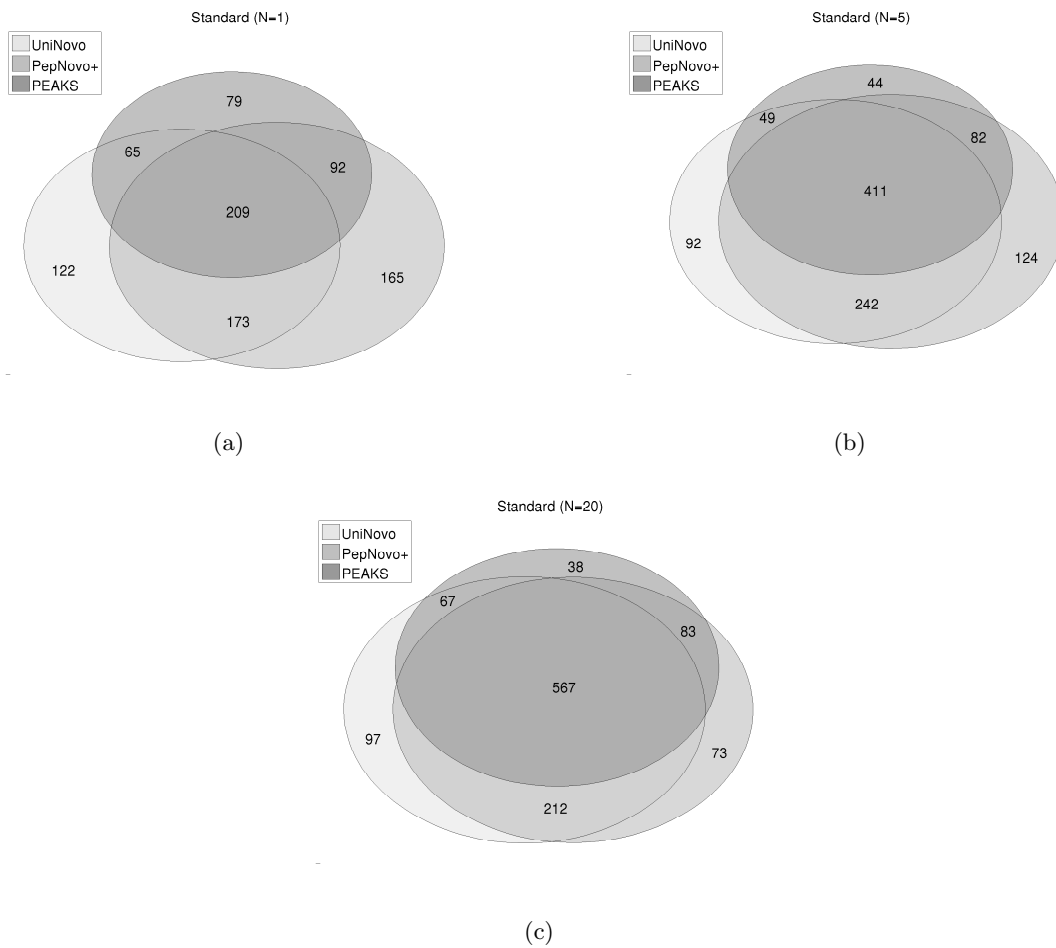 Standard (N=1)
UniNovo
PepNovo+
PEAKS
79
65
92
209
122
165
173
(a)
Standard (N=5)
UniNovo
PepNovo+
PEAKS
44
49
82
411
92
124
242
(b)
Standard (N=20)
UniNovo
PepNovo+
PEAKS
38
67
83
567
97
73
212
(c)